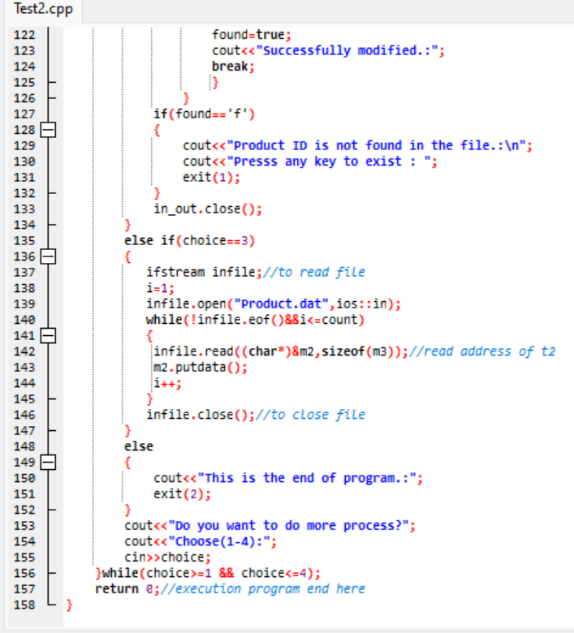 Test2.cpp
122 found=true;
123 cout<<"Successfully modified.:";
124 break;
125 }
126 }
127 if(found=='f')
128 {
129 cout<<"Product ID is not found in the file.:\n";
130 cout<<"Presss any key to exist : ";
131 exit(1);
132 }
133 in_out.close();
134 }
135 else if(choice==3)
136 {
137 ifstream infile;//to read file
138 i=1;
139 infile.open("Product.dat",ios::in);
140 while(!infile.eof()&&i<=count)
141 {
142 infile.read((char*)&m2,sizeof(m3));//read address of t2
143 m2.putdata();
144 i++;
145 }
146 infile.close();//to close file
147 }
148 else
149 {
150 cout<<"This is the end of program.:";
151 exit(2);
152 }
153 cout<<"Do you want to do more process?";
154 cout<<"Choose(1-4):";
155 cin>>choice;
156 }while(choice>=1 && choice<=4);
157 return 0;//execution program end here
158 }